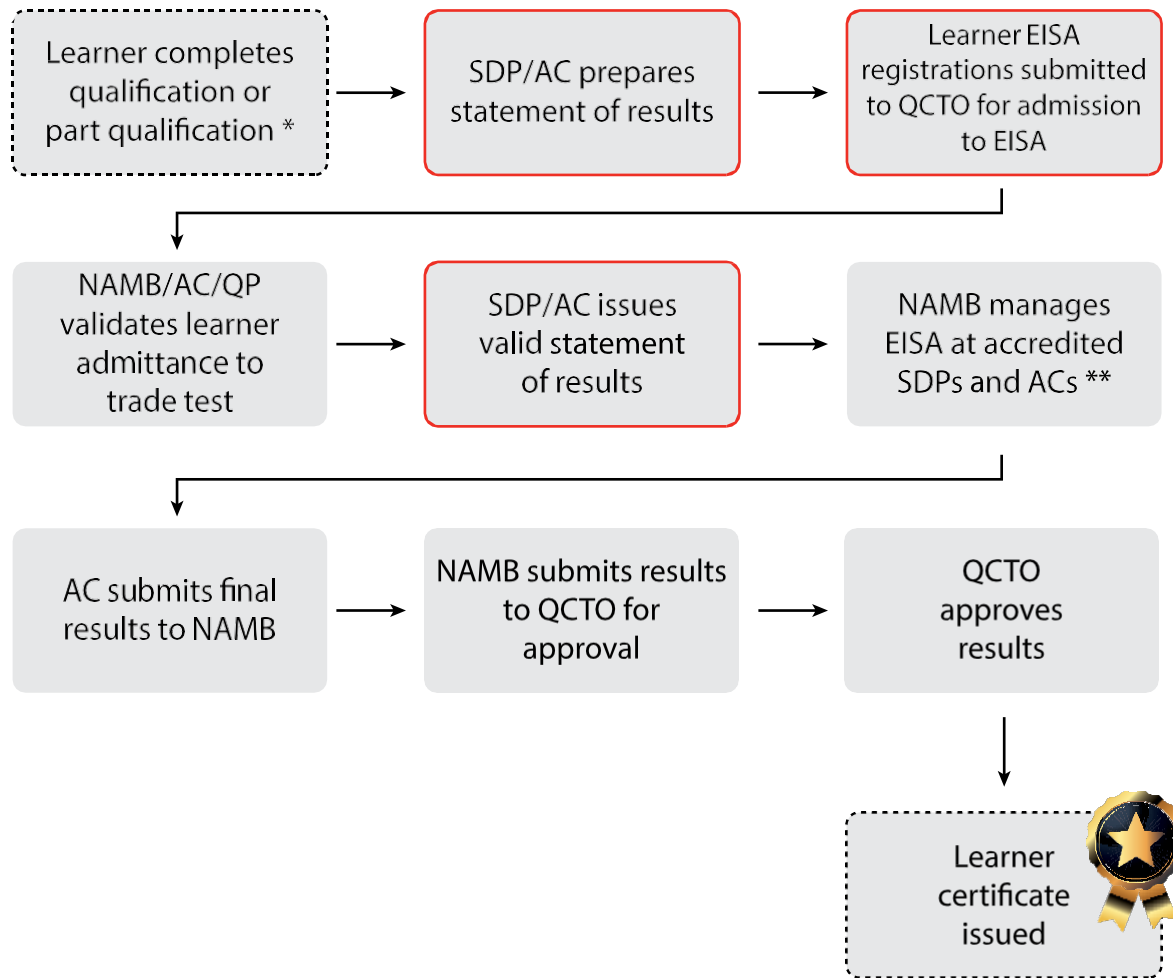 Learner completes
qualification or
part qualification *
SDP/AC prepares
statement of results
Learner EISA
registrations submitted
to QCTO for admission
to EISA
NAMB/AC/QP
validates learner
admittance to
trade test
SDP/AC issues
valid statement
of results
NAMB manages
EISA at accredited
SDPs and ACs **
AC submits final
results to NAMB
NAMB submits results
to QCTO for
approval
QCTO
approves
results
Learner
certificate
issued